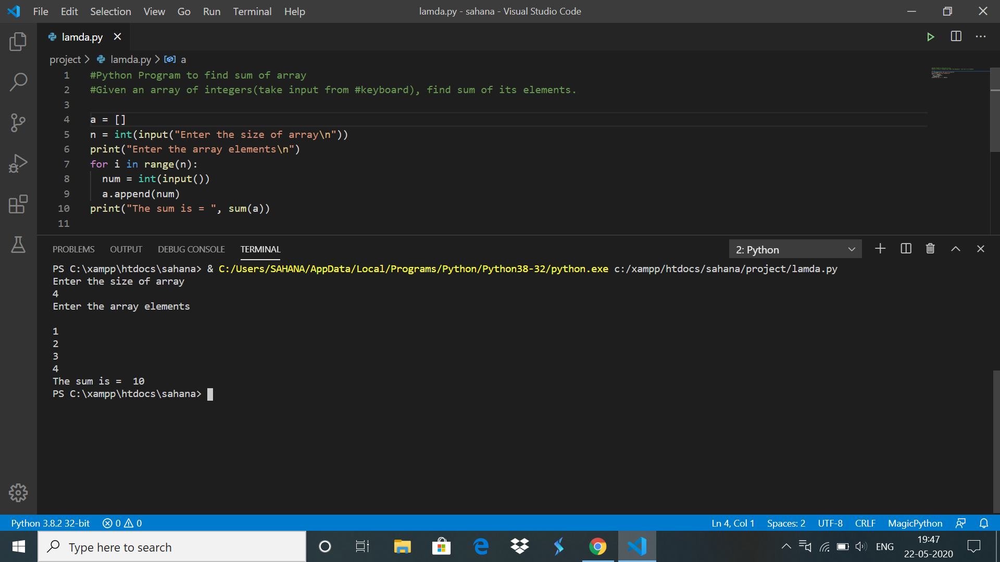 File Edit Selection View Go Run Terminal Help lamda.py - sahana - Visual Studio Code
lamda.py
project > lamda.py > a
1 #Python Program to find sum of array
2 #Given an array of integers(take input from #keyboard), find sum of its elements.
3
4 a = []
5 n = int(input("Enter the size of array\n"))
6 print("Enter the array elements\n")
7 for i in range(n):
8   num = int(input())
9   a.append(num)
10 print("The sum is = ", sum(a))
11
PROBLEMS OUTPUT DEBUG CONSOLE TERMINAL 2: Python
PS C:\xampp\htdocs\sahana> & C:/Users/SAHANA/AppData/Local/Programs/Python/Python38-32/python.exe c:/xampp/htdocs/sahana/project/lamda.py
Enter the size of array
4
Enter the array elements
1
2
3
4
The sum is =  10
PS C:\xampp\htdocs\sahana>
Python 3.8.2 32-bit 0 0 Ln 4, Col 1 Spaces: 2 UTF-8 CRLF MagicPython
Type here to search ENG 19:47
22-05-2020